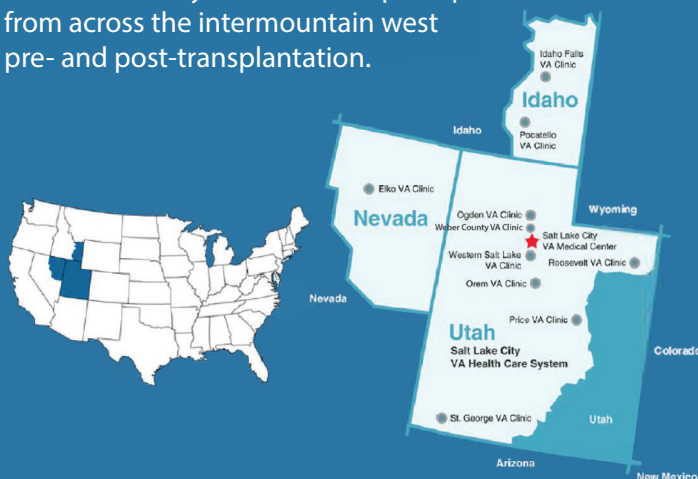 from across the intermountain west
pre- and post-transplantation.
Idaho Falls
VA Clinic
Idaho
Pocatello
VA Clinic
Idaho
Elko VA Clinic
Nevada
Ogden VA Clinic
Weber County VA Clinic
Wyoming
Salt Lake City
VA Medical Center
Western Salt Lake
VA Clinic
Roosevelt VA Clinic
Orem VA Clinic
Nevada
Price VA Clinic
Utah
Salt Lake City
VA Health Care System
Colorado
St. George VA Clinic
Utah
Arizona
New Mexico